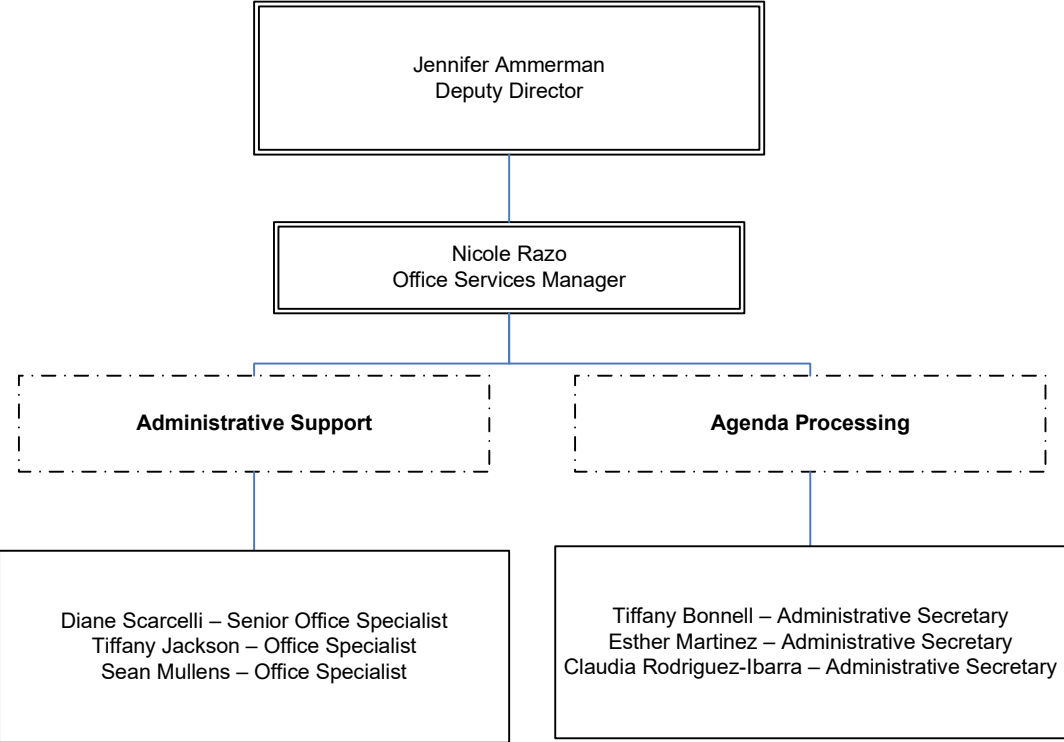 Jennifer Ammerman
Deputy Director
Nicole Razo
Office Services Manager
Administrative Support
Agenda Processing
Diane Scarcelli – Senior Office Specialist
Tiffany Jackson – Office Specialist
Sean Mullens – Office Specialist
Tiffany Bonnell – Administrative Secretary
Esther Martinez – Administrative Secretary
Claudia Rodriguez-Ibarra – Administrative Secretary